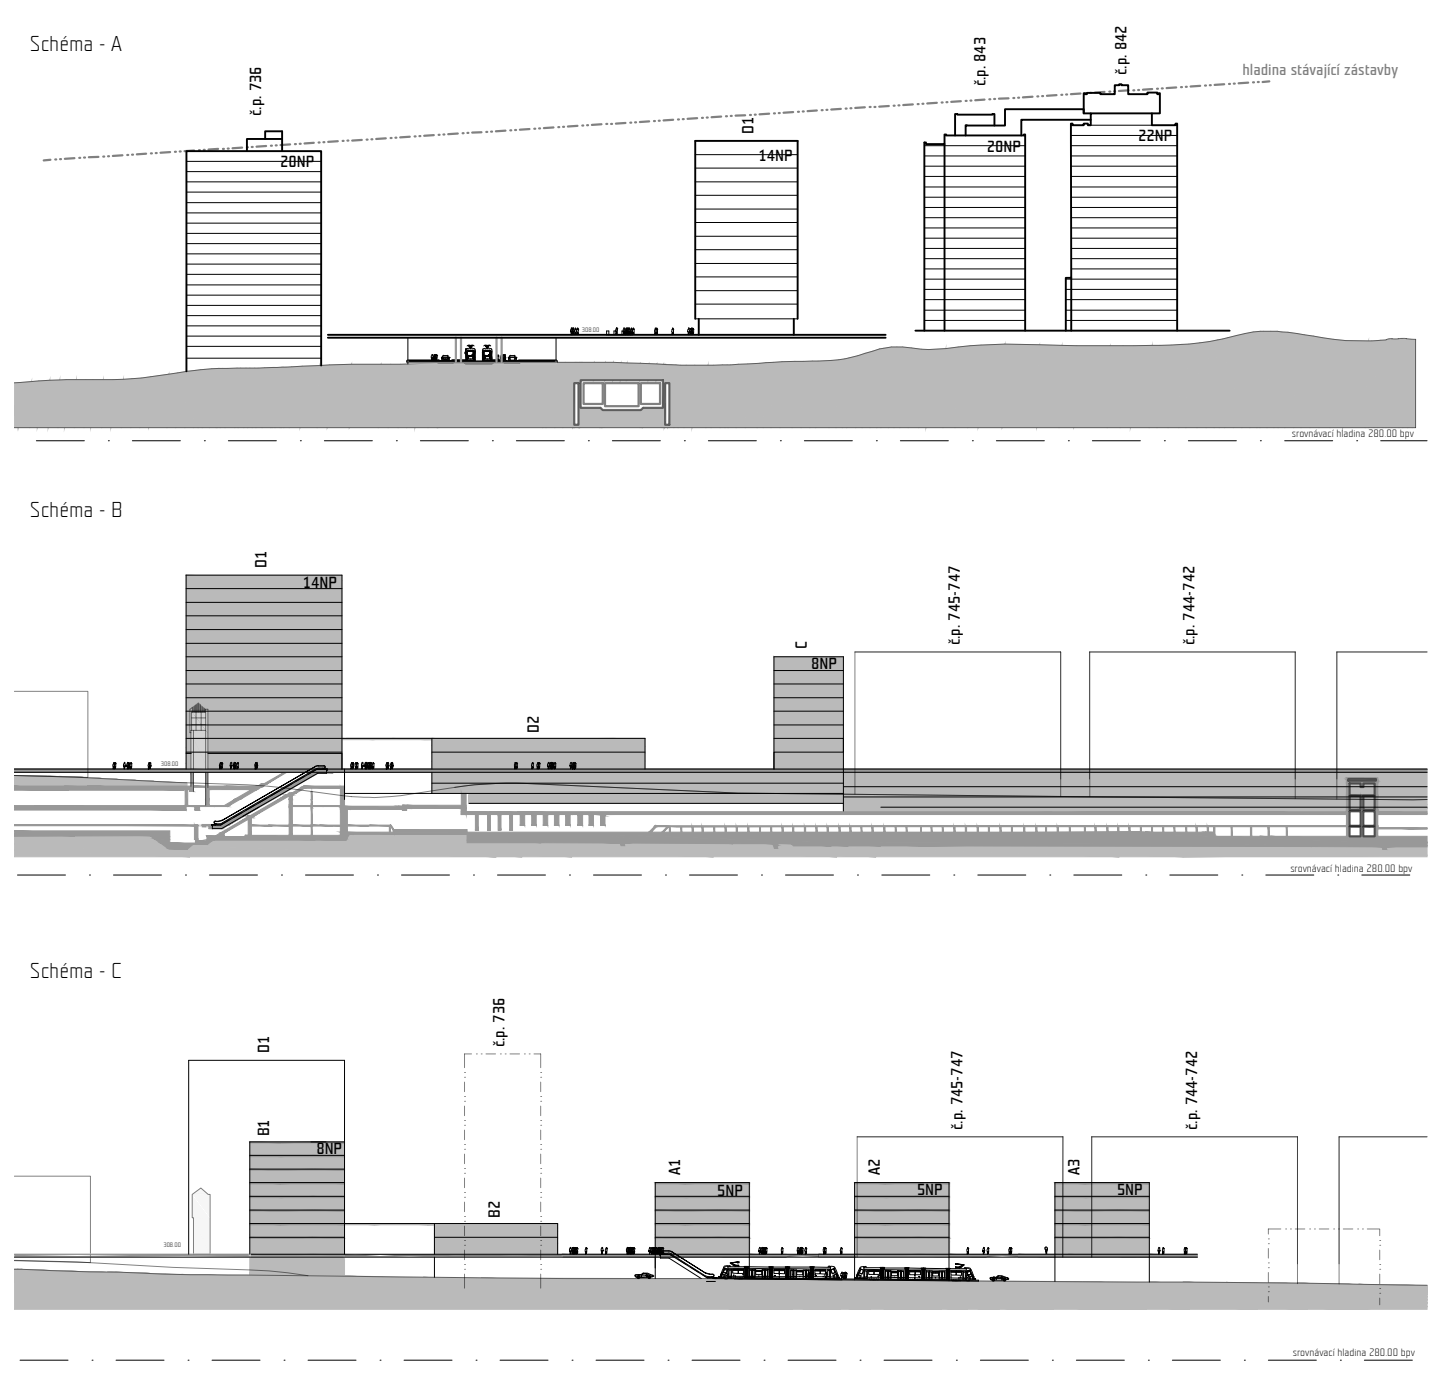 Schéma - A
č.p. 736
č.p. 843
č.p. 842
hladina stávající zástavby
D1
20NP
14NP
20NP
22NP
308.00
srovnávací hladina 280.00 bpv
Schéma - B
D1
14NP
D2
C
8NP
č.p. 745-747
č.p. 744-742
308.00
srovnávací hladina 280.00 bpv
Schéma - C
D1
č.p. 736
B1
8NP
B2
A1
5NP
A2
5NP
č.p. 745-747
A3
5NP
č.p. 744-742
308.00
srovnávací hladina 280.00 bpv